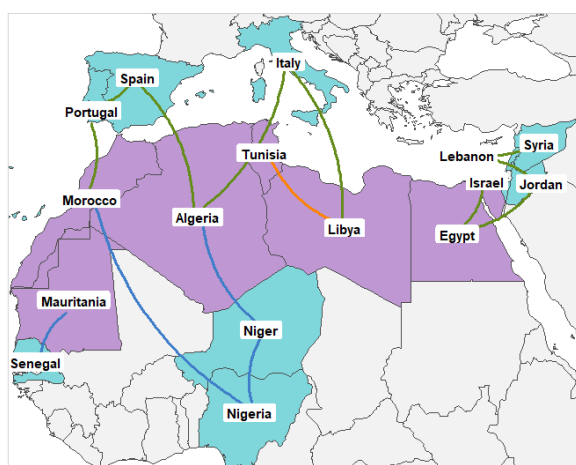 Italy
Spain
Portugal
Syria
Tunisia
Lebanon
Israel
Jordan
Morocco
Algeria
Libya
Egypt
Mauritania
Niger
Senegal
Nigeria